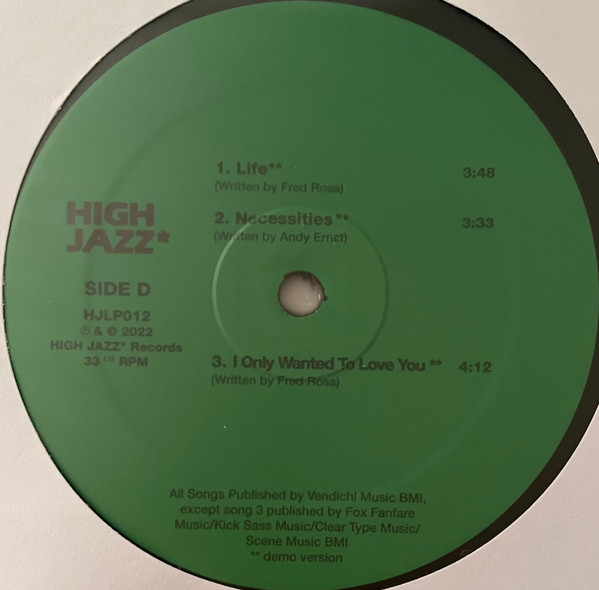 1. Life** 3:48
(Written by Fred Ross)
2. Necessities ** 3:33
(Written by Andy Ernst)
HIGH
JAZZ*
SIDE D
HJLP012
℗ & © 2022
HIGH JAZZ* Records
33 1/3 RPM
3. I Only Wanted To Love You ** 4:12
(Written by Fred Ross)
All Songs Published by Vendichi Music BMI,
except song 3 published by Fox Fanfare
Music/Kick Sass Music/Clear Type Music/
Scene Music BMI
** demo version